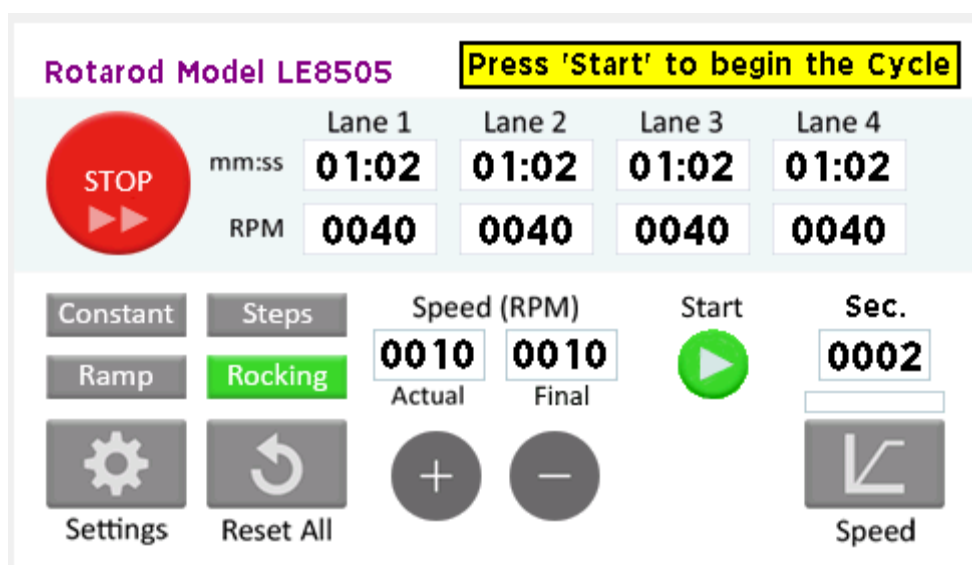 Rotarod Model LE8505
Press 'Start' to begin the Cycle
Lane 1 Lane 2 Lane 3 Lane 4
STOP
mm:ss 01:02 01:02 01:02 01:02
RPM 0040 0040 0040 0040
Constant Steps Speed (RPM) Start Sec.
0010 0010 0002
Ramp Rocking Actual Final
Settings Reset All + − Speed